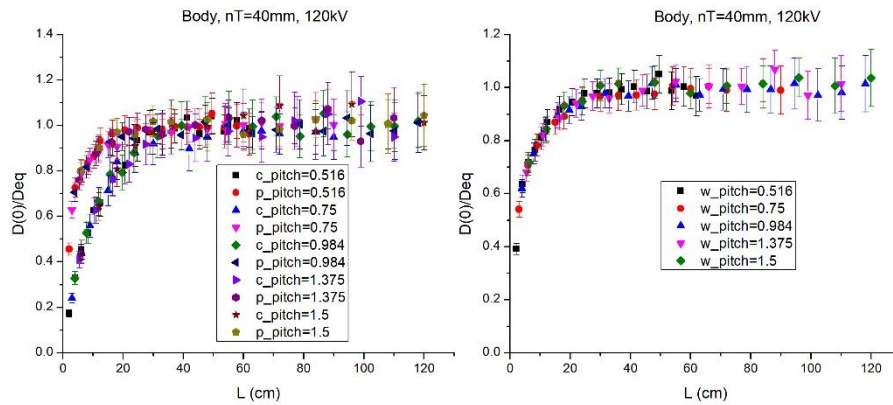 Body, nT=40mm, 120kV
D(0)/Deq
1.4
1.2
1.0
0.8
0.6
0.4
0.2
0.0
c_pitch=0.516
p_pitch=0.516
c_pitch=0.75
p_pitch=0.75
c_pitch=0.984
p_pitch=0.984
c_pitch=1.375
p_pitch=1.375
c_pitch=1.5
p_pitch=1.5
0 20 40 60 80 100 120
L (cm)
Body, nT=40mm, 120kV
D(0)/Deq
1.2
1.0
0.8
0.6
0.4
0.2
0.0
w_pitch=0.516
w_pitch=0.75
w_pitch=0.984
w_pitch=1.375
w_pitch=1.5
0 20 40 60 80 100 120
L (cm)